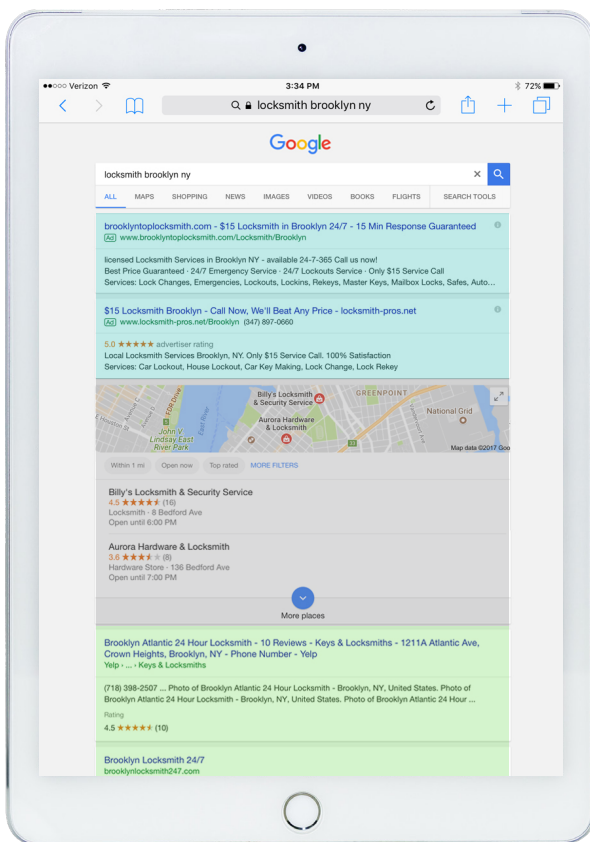 Verizon 3:34 PM 72%
locksmith brooklyn ny
Google
locksmith brooklyn ny
ALL MAPS SHOPPING NEWS IMAGES VIDEOS BOOKS FLIGHTS SEARCH TOOLS
brooklyntoplocksmith.com - $15 Locksmith in Brooklyn 24/7 - 15 Min Response Guaranteed
Ad www.brooklyntoplocksmith.com/Locksmith/Brooklyn
licensed Locksmith Services in Brooklyn NY - available 24-7-365 Call us now!
Best Price Guaranteed · 24/7 Emergency Service · 24/7 Lockouts Service · Only $15 Service Call
Services: Lock Changes, Emergencies, Lockouts, Lockins, Rekeys, Master Keys, Mailbox Locks, Safes, Auto...
$15 Locksmith Brooklyn - Call Now, We'll Beat Any Price - locksmith-pros.net
Ad www.locksmith-pros.net/Brooklyn (347) 897-0660
5.0 ★★★★★ advertiser rating
Local Locksmith Services Brooklyn, NY. Only $15 Service Call. 100% Satisfaction
Services: Car Lockout, House Lockout, Car Key Making, Lock Change, Lock Rekey
Billy's Locksmith
& Security Service
GREENPOINT
Avenue D
FDR Drive
East River
E Houston St
Aurora Hardware
& Locksmith
National Grid
John V.
Lindsay East
River Park
Map data ©2017 Goo
Within 1 mi Open now Top rated MORE FILTERS
Billy's Locksmith & Security Service
4.5 ★★★★★ (16)
Locksmith · 8 Bedford Ave
Open until 6:00 PM
Aurora Hardware & Locksmith
3.6 ★★★★★ (8)
Hardware Store · 136 Bedford Ave
Open until 7:00 PM
More places
Brooklyn Atlantic 24 Hour Locksmith - 10 Reviews - Keys & Locksmiths - 1211A Atlantic Ave,
Crown Heights, Brooklyn, NY - Phone Number - Yelp
Yelp › ... › Keys & Locksmiths
(718) 398-2507 ... Photo of Brooklyn Atlantic 24 Hour Locksmith - Brooklyn, NY, United States. Photo of
Brooklyn Atlantic 24 Hour Locksmith - Brooklyn, NY, United States. Photo of Brooklyn Atlantic 24 Hour ...
Rating
4.5 ★★★★★ (10)
Brooklyn Locksmith 24/7
brooklynlocksmith247.com